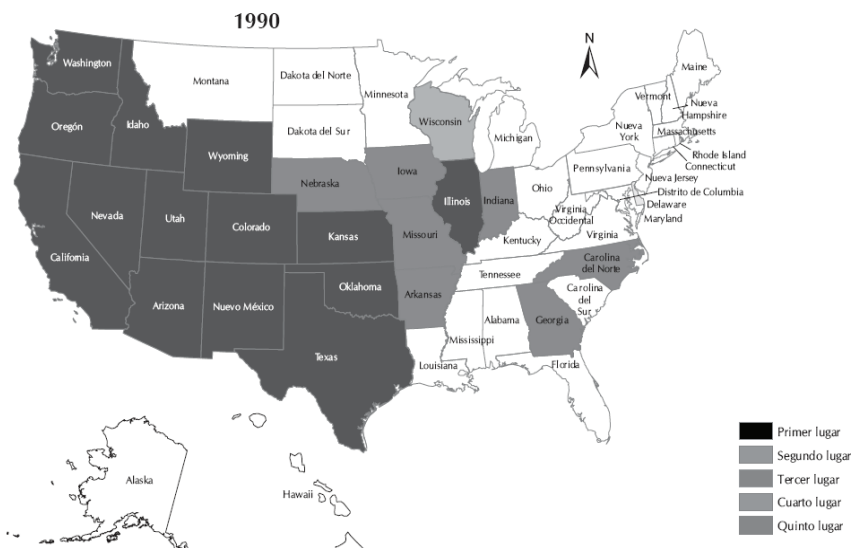 1990
N
Washington
Montana
Dakota del Norte
Minnesota
Maine
Oregón
Idaho
Dakota del Sur
Wisconsin
Michigan
Vermont
Nueva
Hampshire
Nueva
York
Massachusetts
Rhode Island
Connecticut
Wyoming
Nebraska
Iowa
Illinois
Indiana
Ohio
Pennsylvania
Nueva Jersey
Distrito de Columbia
Delaware
Maryland
Nevada
Utah
Colorado
Kansas
Missouri
Kentucky
Virginia
Occidental
Virginia
California
Arizona
Nuevo México
Oklahoma
Arkansas
Tennessee
Carolina
del Norte
Carolina
del
Sur
Texas
Louisiana
Mississippi
Alabama
Georgia
Florida
Alaska
Hawaii
Primer lugar
Segundo lugar
Tercer lugar
Cuarto lugar
Quinto lugar